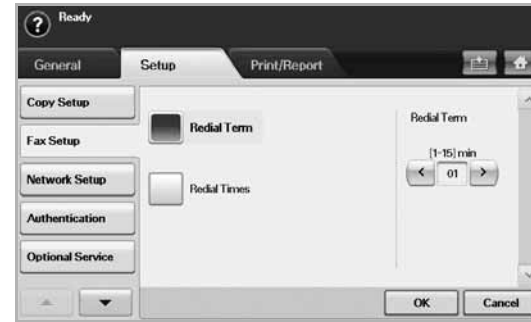 ?
Ready
General Setup Print/Report
Copy Setup
Fax Setup
Network Setup
Authentication
Optional Service
Redial Term
Redial Times
Redial Term
[1-15] min
< 01 >
OK Cancel